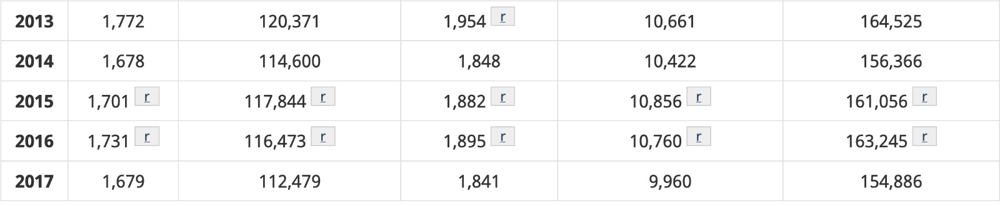 2013 1,772 120,371 1,954 r 10,661 164,525
2014 1,678 114,600 1,848 10,422 156,366
2015 1,701 r 117,844 r 1,882 r 10,856 r 161,056 r
2016 1,731 r 116,473 r 1,895 r 10,760 r 163,245 r
2017 1,679 112,479 1,841 9,960 154,886